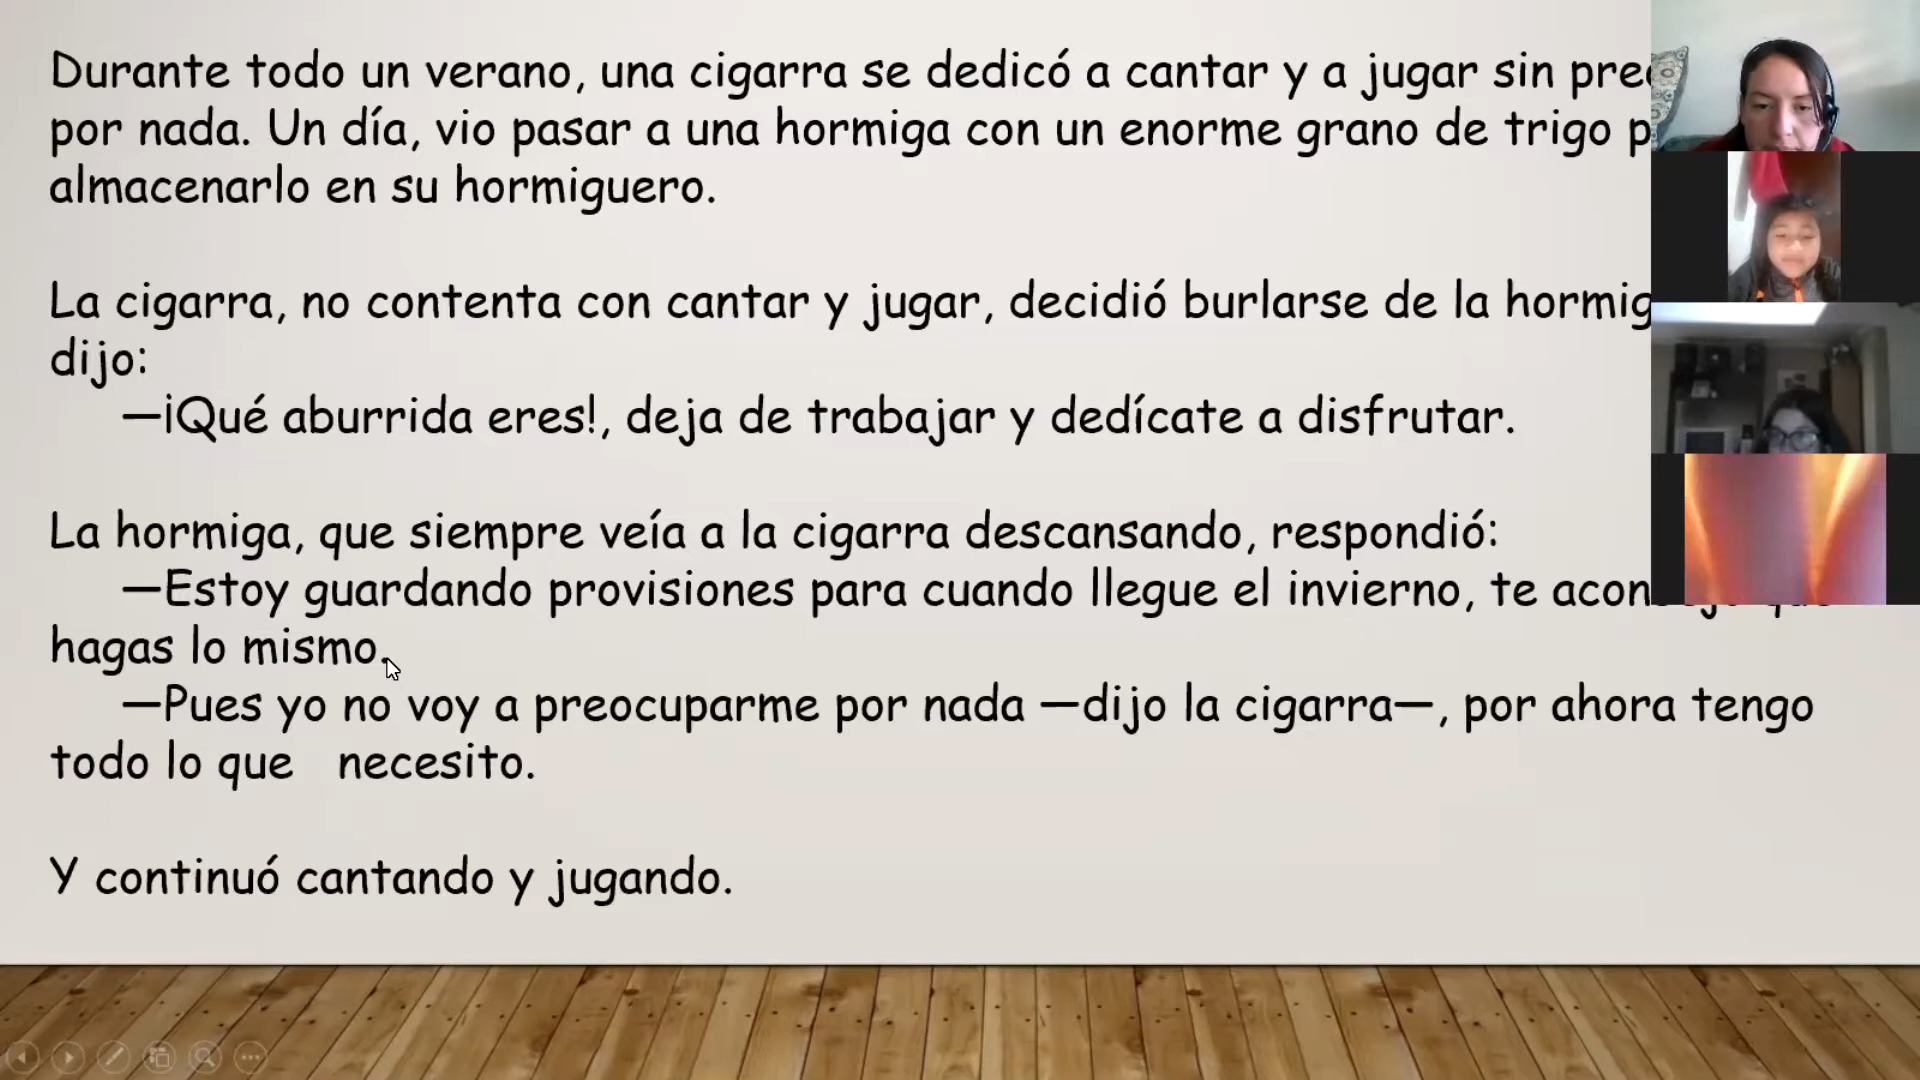 Durante todo un verano, una cigarra se dedicó a cantar y a jugar sin
por nada. Un día, vio pasar a una hormiga con un enorme grano de trigo
almacenarlo en su hormiguero.
La cigarra, no contenta con cantar y jugar, decidió burlarse de la
dijo:
—¡Qué aburrida eres!, deja de trabajar y dedícate a disfrutar.
La hormiga, que siempre veía a la cigarra descansando, respondió:
—Estoy guardando provisiones para cuando llegue el invierno, te
hagas lo mismo.
—Pues yo no voy a preocuparme por nada —dijo la cigarra—, por ahora tengo
todo lo que necesito.
Y continuó cantando y jugando.